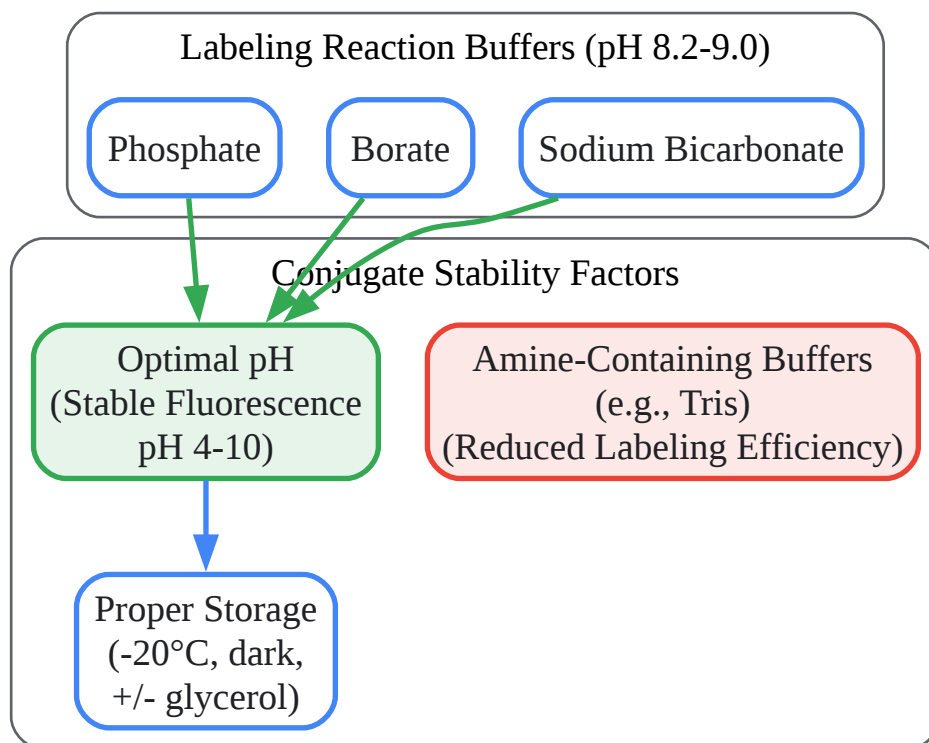 Labeling Reaction Buffers (pH 8.2-9.0)
Phosphate
Borate
Sodium Bicarbonate
Conjugate Stability Factors
Optimal pH
(Stable Fluorescence
pH 4-10)
Amine-Containing Buffers
(e.g., Tris)
(Reduced Labeling Efficiency)
Proper Storage
(-20°C, dark,
+/- glycerol)